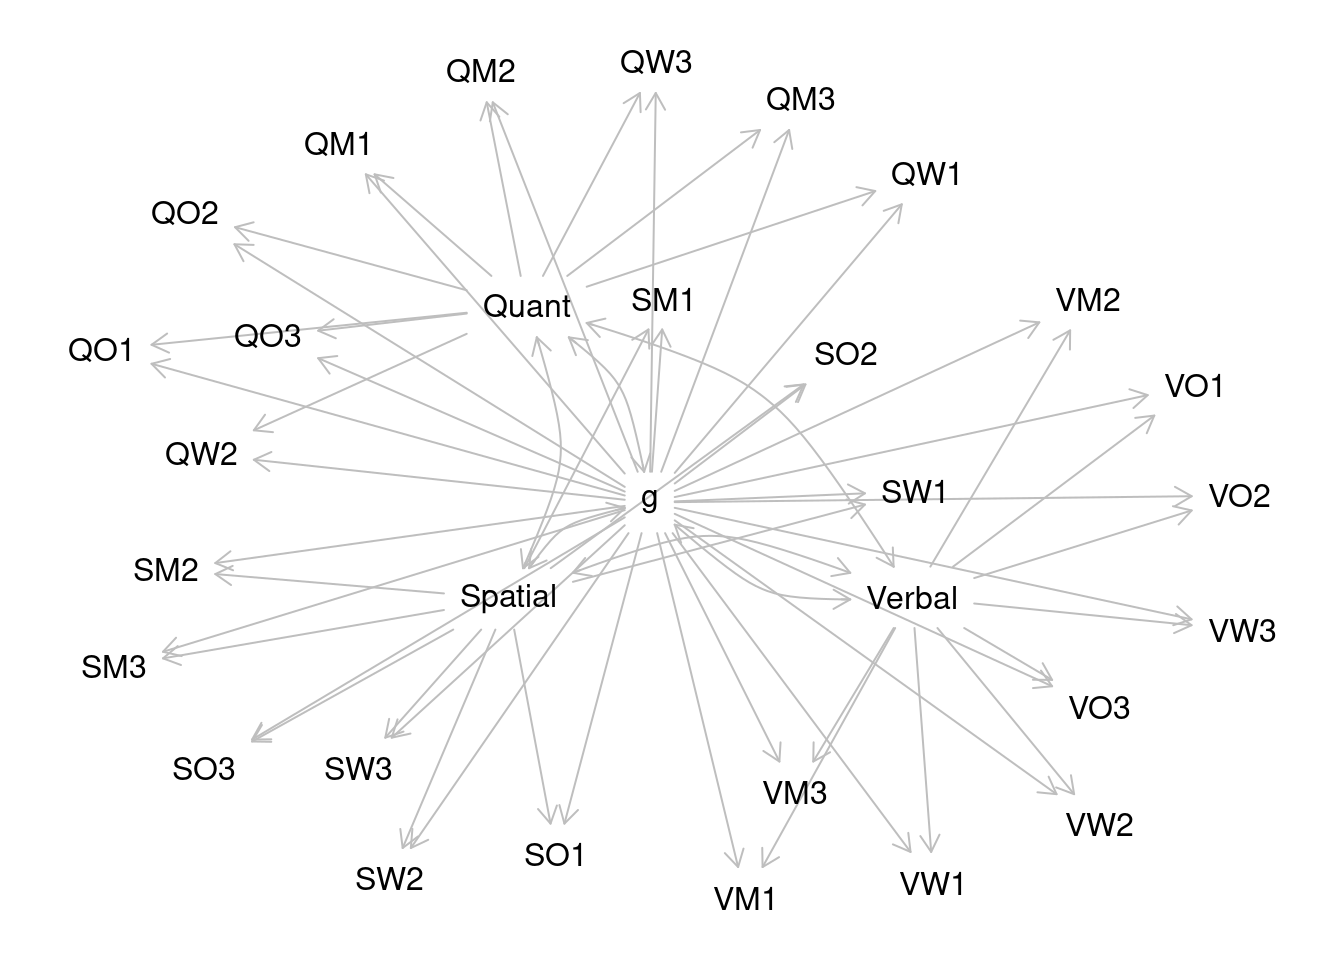 QW3
QM2
QM3
QM1
QW1
QO2
SM1
VM2
Quant
QO3
QO1
SO2
VO1
QW2
SW1
g
VO2
SM2
Spatial
Verbal
VW3
SM3
VO3
SO3
SW3
VM3
VW2
SO1
SW2
VW1
VM1